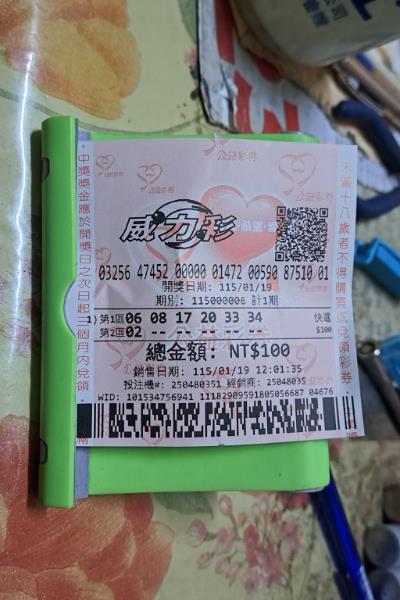 公益彩券
威力彩
03256 47452 00000 01472 00590 87510 01
開獎日期: 115/01/19
期別: 115000006 計1期
1) 第1區 06 08 17 20 33 34 快選
第2區 02 -- -- -- -- -- $100
總金額: NT$100
銷售日期: 115/01/19 12:01:35
投注機#: 250480351 經銷商: 25048035
WID: 101534756941 11182909591805056687 04676
中獎獎金應於開獎日之次日起三個月內兌領.
未滿十八歲者不得購買或兌領彩券.